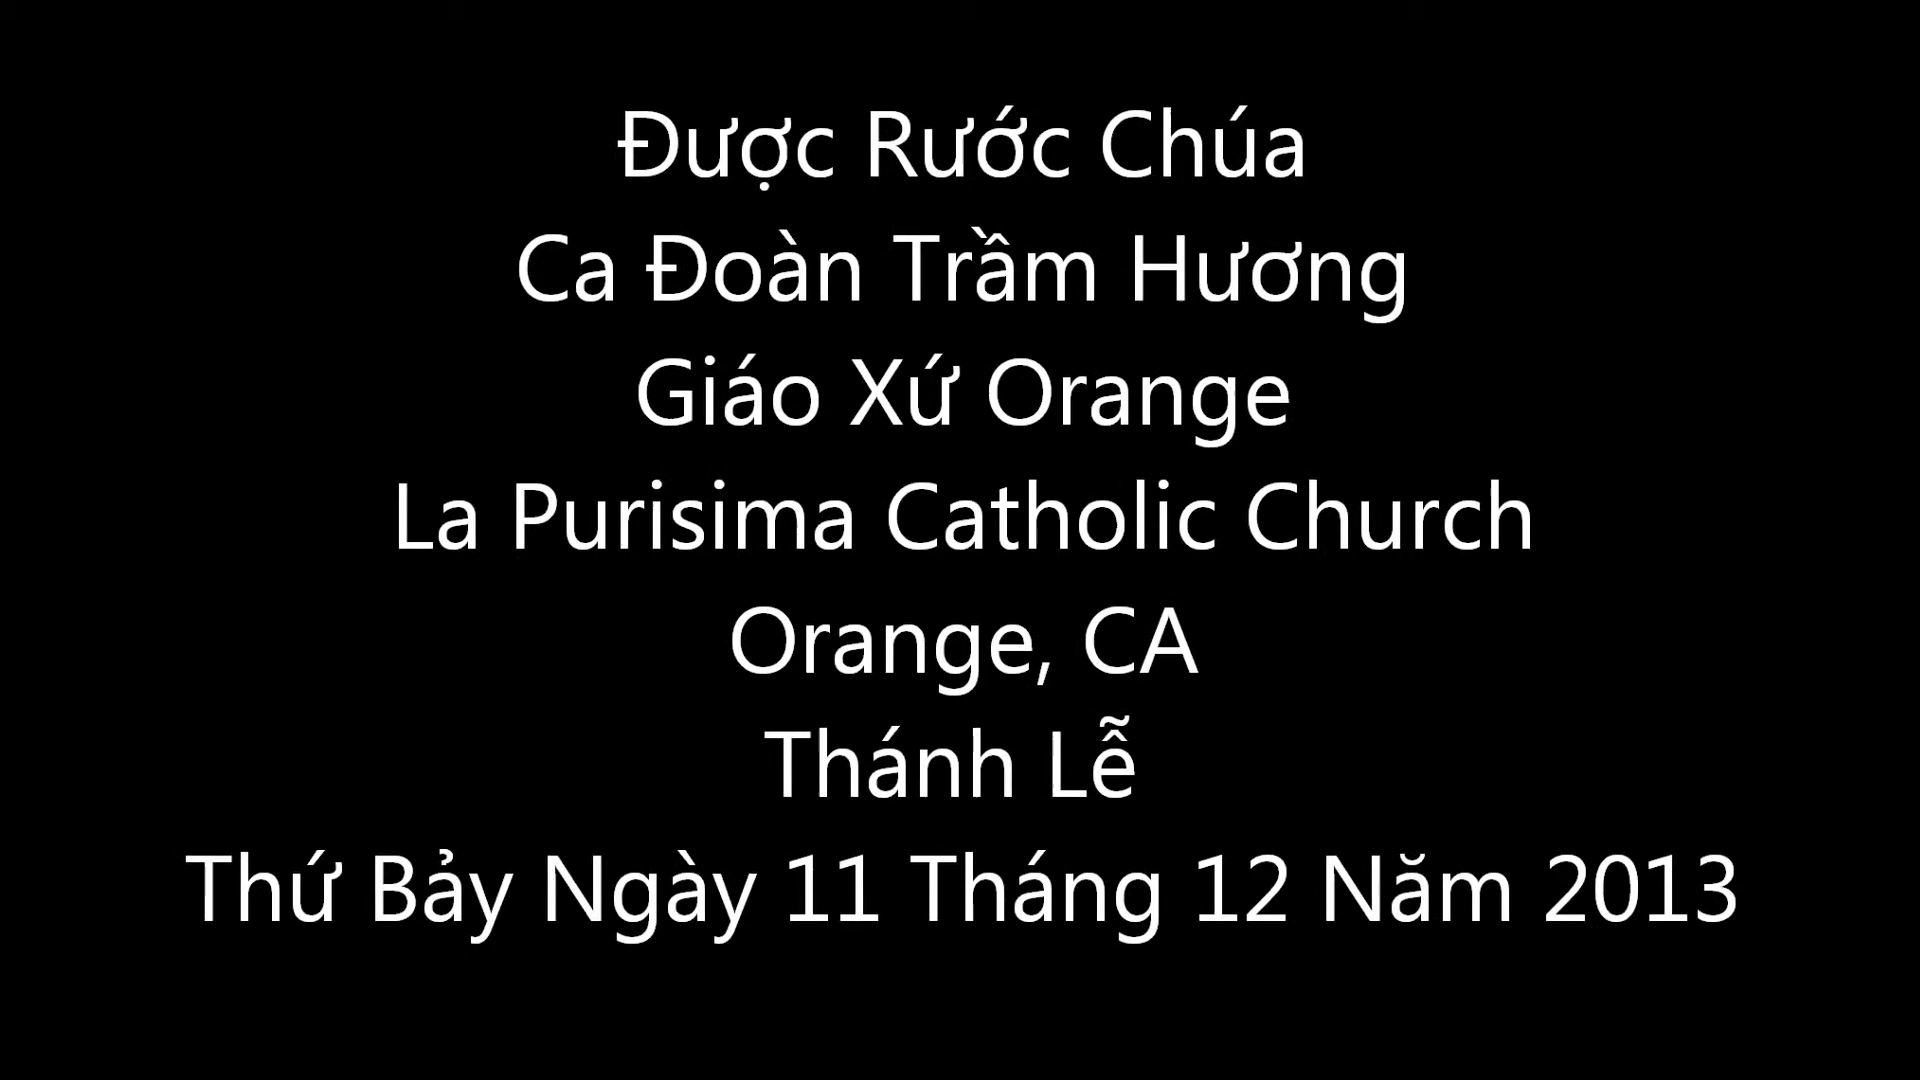 Được Rước Chúa
Ca Đoàn Trầm Hương
Giáo Xứ Orange
La Purisima Catholic Church
Orange, CA
Thánh Lễ
Thứ Bảy Ngày 11 Tháng 12 Năm 2013